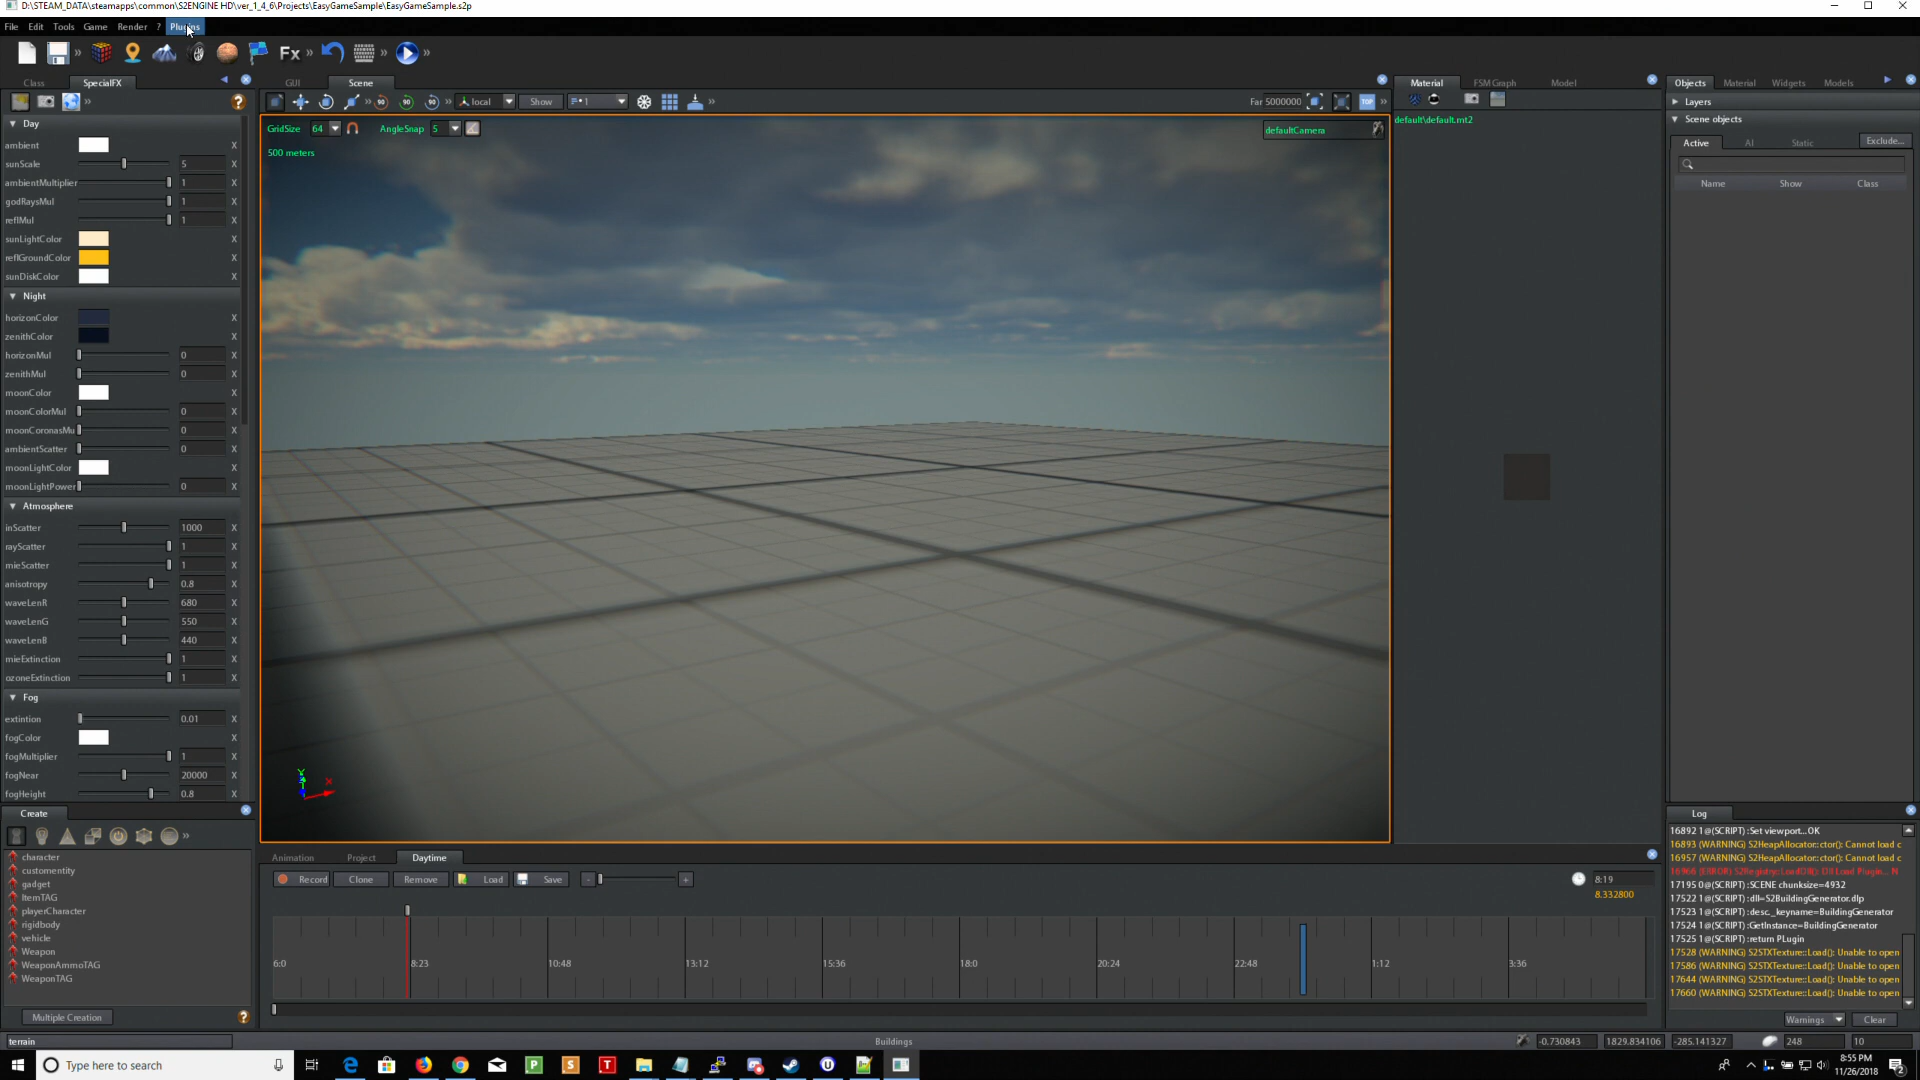 D:\STEAM_DATA\steamapps\common\S2ENGINE HD\ver_1_4_6\Projects\EasyGameSample\EasyGameSample.s2p
File Edit Tools Game Render ? Plugins
Fx
Class SpecialFX
GUI Scene
Material FSM Graph Model
Objects Material Widgets Models
local Show 1
Far 5000000
TOP
Day
ambient X
sunScale 5 X
ambientMultiplier 1 X
godRaysMul 1 X
reflMul 1 X
sunLightColor X
reflGroundColor X
sunDiskColor X
Night
horizonColor X
zenithColor X
horizonMul 0 X
zenithMul 0 X
moonColor X
moonColorMul 0 X
moonCoronasMu 0 X
ambientScatter 0 X
moonLightColor X
moonLightPower 0 X
Atmosphere
inScatter 1000 X
rayScatter 1 X
mieScatter 1 X
anisotropy 0.8 X
waveLenR 680 X
waveLenG 550 X
waveLenB 440 X
mieExtinction 1 X
ozoneExtinction 1 X
Fog
extintion 0.01 X
fogColor X
fogMultiplier 1 X
fogNear 20000 X
fogHeight 0.8 X
GridSize 64 AngleSnap 5
500 meters
defaultCamera
Y
X
default\default.mt2
Layers
Scene objects
Active AI Static Exclude...
Name Show Class
Create
character
customentity
gadget
ItemTAG
playerCharacter
rigidbody
vehicle
Weapon
WeaponAmmoTAG
WeaponTAG
Multiple Creation
Animation Project Daytime
Record Clone Remove Load Save - +
8:19
8.332800
6:0 8:23 10:48 13:12 15:36 18:0 20:24 22:48 1:12 3:36
Log
16892 1@(SCRIPT) :Set viewport...OK
16893 (WARNING) S2HeapAllocator::ctor(): Cannot load c
16957 (WARNING) S2HeapAllocator::ctor(): Cannot load c
16966 (ERROR) S2Registry::LoadDll(): Dll Load Plugin... N
17195 0@(SCRIPT) :SCENE chunksize=4932
17522 1@(SCRIPT) :dll=S2BuildingGenerator.dlp
17523 1@(SCRIPT) :desc._keyname=BuildingGenerator
17524 1@(SCRIPT) :GetInstance=BuildingGenerator
17525 1@(SCRIPT) :return PLugin
17528 (WARNING) S2STXTexture::Load(): Unable to open
17586 (WARNING) S2STXTexture::Load(): Unable to open
17644 (WARNING) S2STXTexture::Load(): Unable to open
17660 (WARNING) S2STXTexture::Load(): Unable to open
Warnings Clear
terrain
Buildings
-0.730843 1829.834106 -285.141327 248 10
Type here to search
8:55 PM
11/26/2018
2